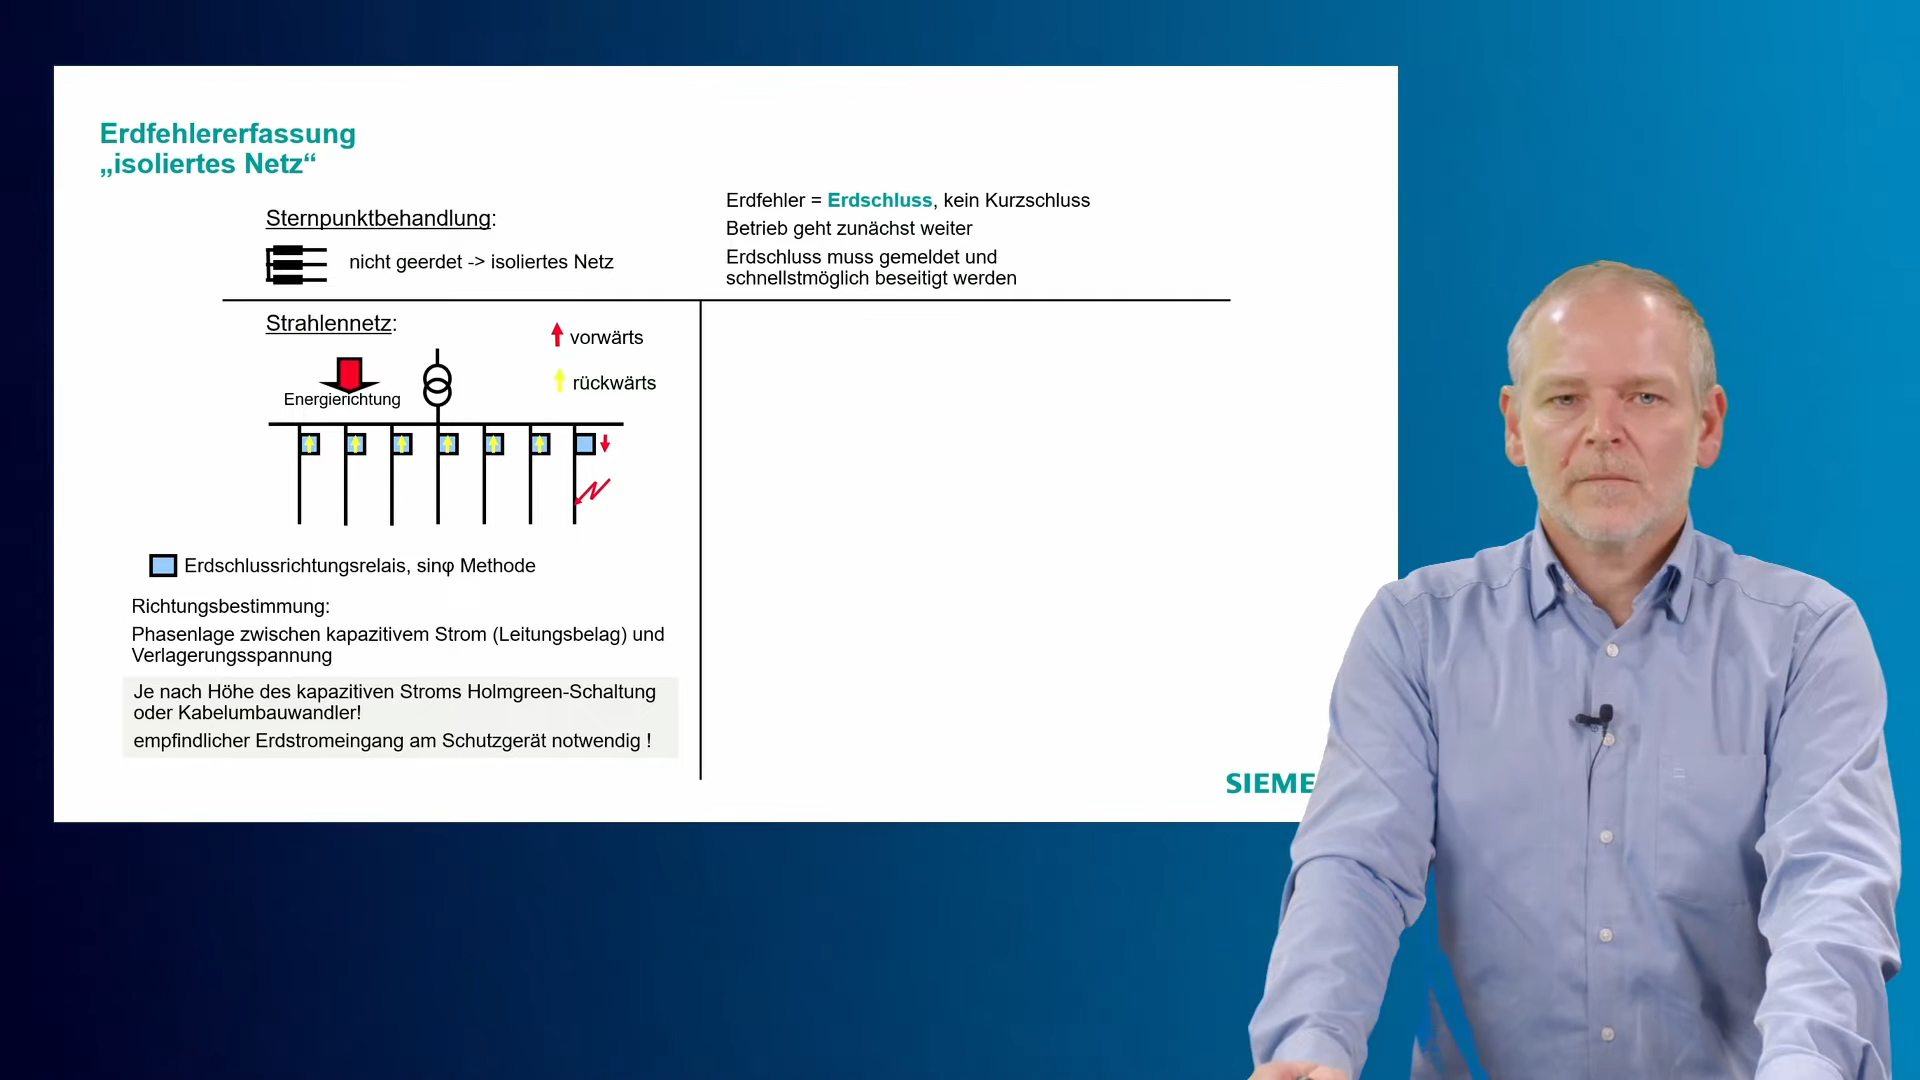 Erdfehlererfassung
„isoliertes Netz“
Sternpunktbehandlung:
nicht geerdet -> isoliertes Netz
Erdfehler = Erdschluss, kein Kurzschluss
Betrieb geht zunächst weiter
Erdschluss muss gemeldet und
schnellstmöglich beseitigt werden
Strahlennetz:
vorwärts
rückwärts
Energierichtung
Erdschlussrichtungsrelais, sinφ Methode
Richtungsbestimmung:
Phasenlage zwischen kapazitivem Strom (Leitungsbelag) und
Verlagerungsspannung
Je nach Höhe des kapazitiven Stroms Holmgreen-Schaltung
oder Kabelumbauwandler!
empfindlicher Erdstromeingang am Schutzgerät notwendig !
SIEME